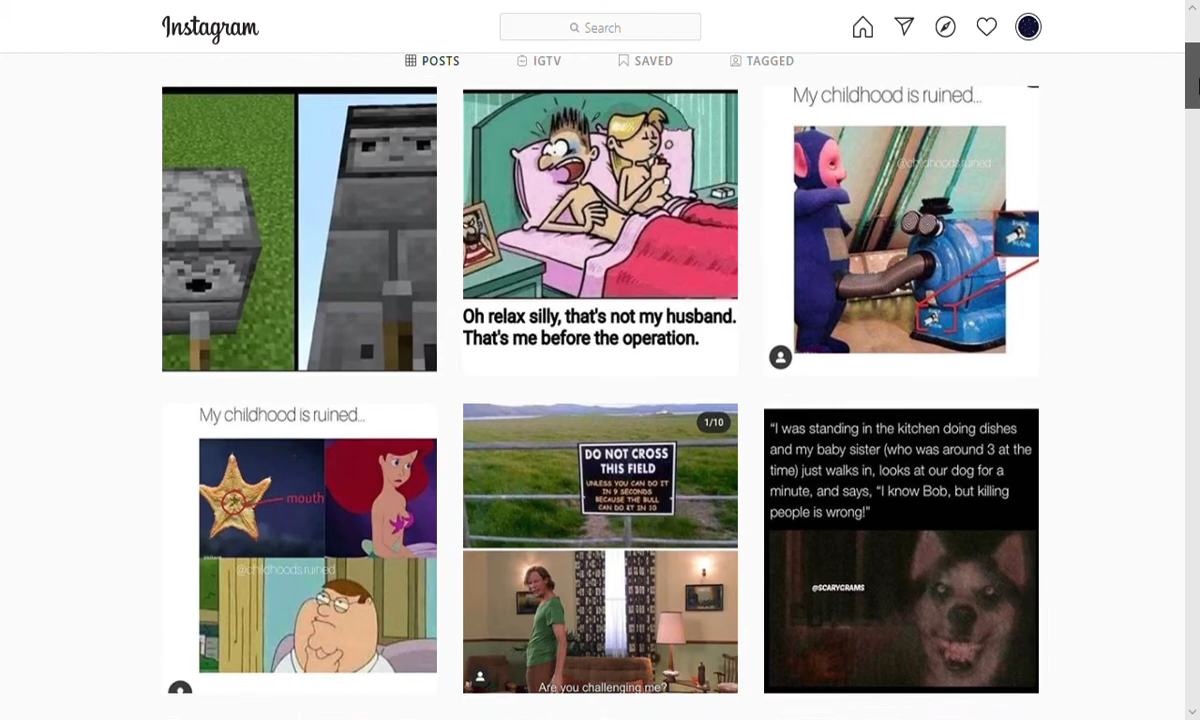 Instagram
Search
POSTS
IGTV
SAVED
TAGGED
Oh relax silly, that's not my husband.
That's me before the operation.
My childhood is ruined...
@childhoods.ruined
My childhood is ruined...
mouth
@childhoods.ruined
1/10
DO NOT CROSS
THIS FIELD
UNLESS YOU CAN DO IT
IN 9 SECONDS
BECAUSE THE BULL
CAN DO IT IN 10
Are you challenging me?
"I was standing in the kitchen doing dishes
and my baby sister (who was around 3 at the
time) just walks in, looks at our dog for a
minute, and says, "I know Bob, but killing
people is wrong!"
@SCARYGRAMS